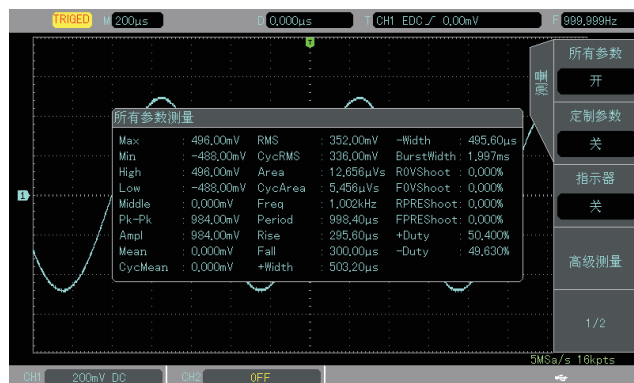 TRIGED M 200μs D 0.000μs T CH1 EDC 0.00mV F 999.999Hz
T
测量
所有参数
开
定制参数
关
指示器
关
高级测量
1/2
1
所有参数测量
Max : 496.00mV RMS : 352.00mV -Width : 495.60μs
Min : -488.00mV CycRMS : 336.00mV BurstWidth : 1.997ms
High : 496.00mV Area : 12.656μVs ROVShoot : 0.000%
Low : -488.00mV CycArea : 5.456μVs FOVShoot : 0.000%
Middle : 0.000mV Freq : 1.002kHz RPREShoot : 0.000%
Pk-Pk : 984.00mV Period : 998.40μs FPREShoot : 0.000%
Ampl : 984.00mV Rise : 295.60μs +Duty : 50.400%
Mean : 0.000mV Fall : 300.00μs -Duty : 49.630%
CycMean : 0.000mV +Width : 503.20μs
5MSa/s 16kpts
CH1 200mV DC CH2 OFF